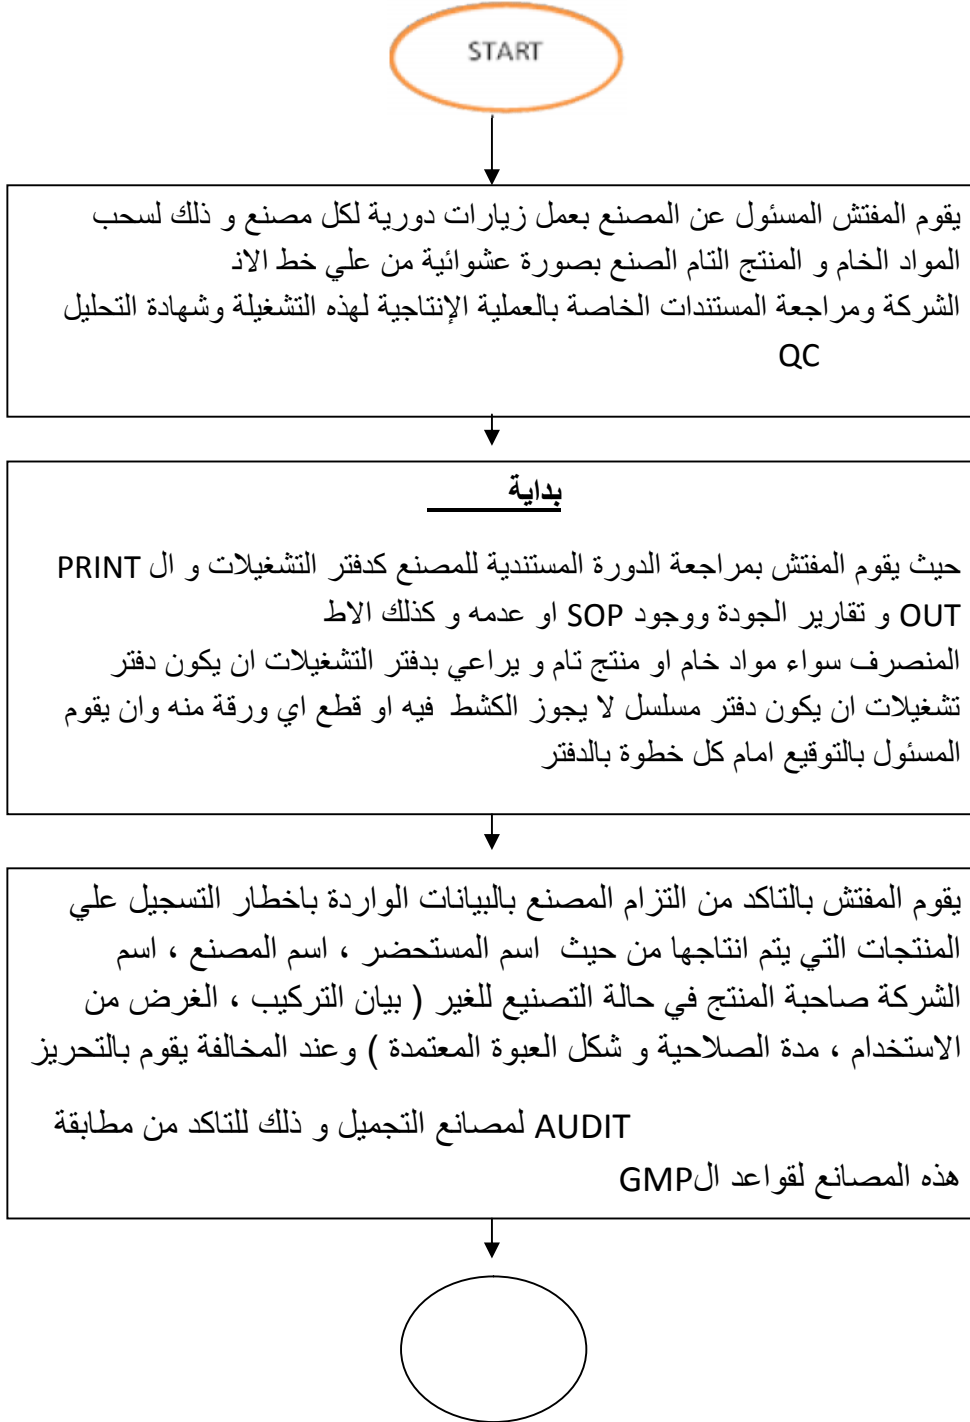 START
يقوم المفتش المسئول عن المصنع بعمل زيارات دورية لكل مصنع و ذلك لسحب
المواد الخام و المنتج التام الصنع بصورة عشوائية من علي خط الانـ
الشركة ومراجعة المستندات الخاصة بالعملية الإنتاجية لهذه التشغيلة وشهادة التحليل
QC
بداية
حيث يقوم المفتش بمراجعة الدورة المستندية للمصنع كدفتر التشغيلات و ال PRINT
OUT و تقارير الجودة ووجود SOP او عدمه و كذلك الاط
المنصرف سواء مواد خام او منتج تام و يراعي بدفتر التشغيلات ان يكون دفتر
تشغيلات ان يكون دفتر مسلسل لا يجوز الكشط فيه او قطع اي ورقة منه وان يقوم
المسئول بالتوقيع امام كل خطوة بالدفتر
يقوم المفتش بالتاكد من التزام المصنع بالبيانات الواردة باخطار التسجيل علي
المنتجات التي يتم انتاجها من حيث اسم المستحضر ، اسم المصنع ، اسم
الشركة صاحبة المنتج في حالة التصنيع للغير ( بيان التركيب ، الغرض من
الاستخدام ، مدة الصلاحية و شكل العبوة المعتمدة ) وعند المخالفة يقوم بالتحريز
AUDIT لمصانع التجميل و ذلك للتاكد من مطابقة
هذه المصانع لقواعد الGMP